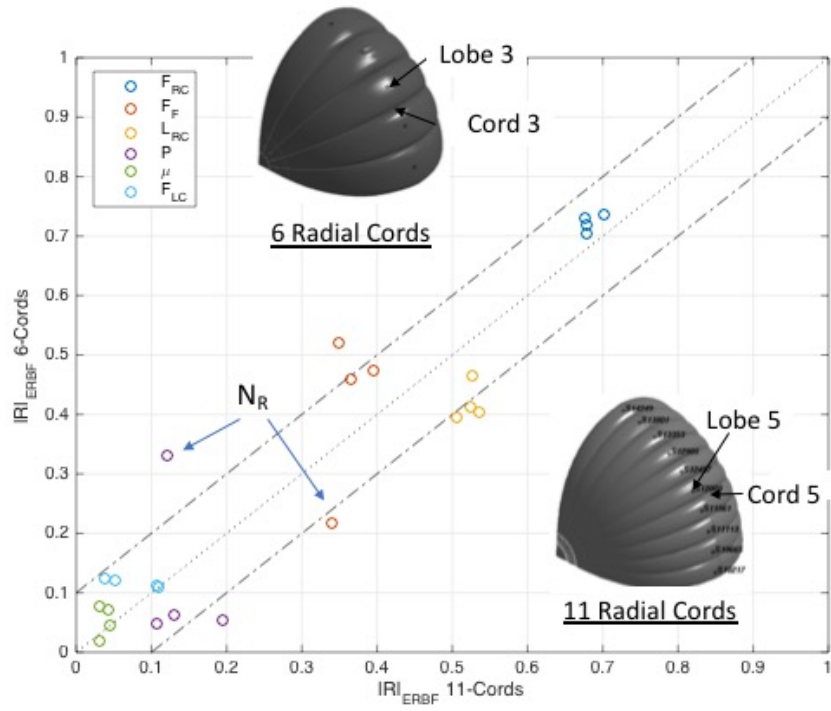 1
0.9
0.8
0.7
0.6
0.5
0.4
0.3
0.2
0.1
0
|R|ERBF 6-Cords
F_RC
F_F
L_RC
P
μ
F_LC
Lobe 3
Cord 3
6 Radial Cords
N_R
Lobe 5
Cord 5
11 Radial Cords
0 0.1 0.2 0.3 0.4 0.5 0.6 0.7 0.8 0.9 1
|R|ERBF 11-Cords